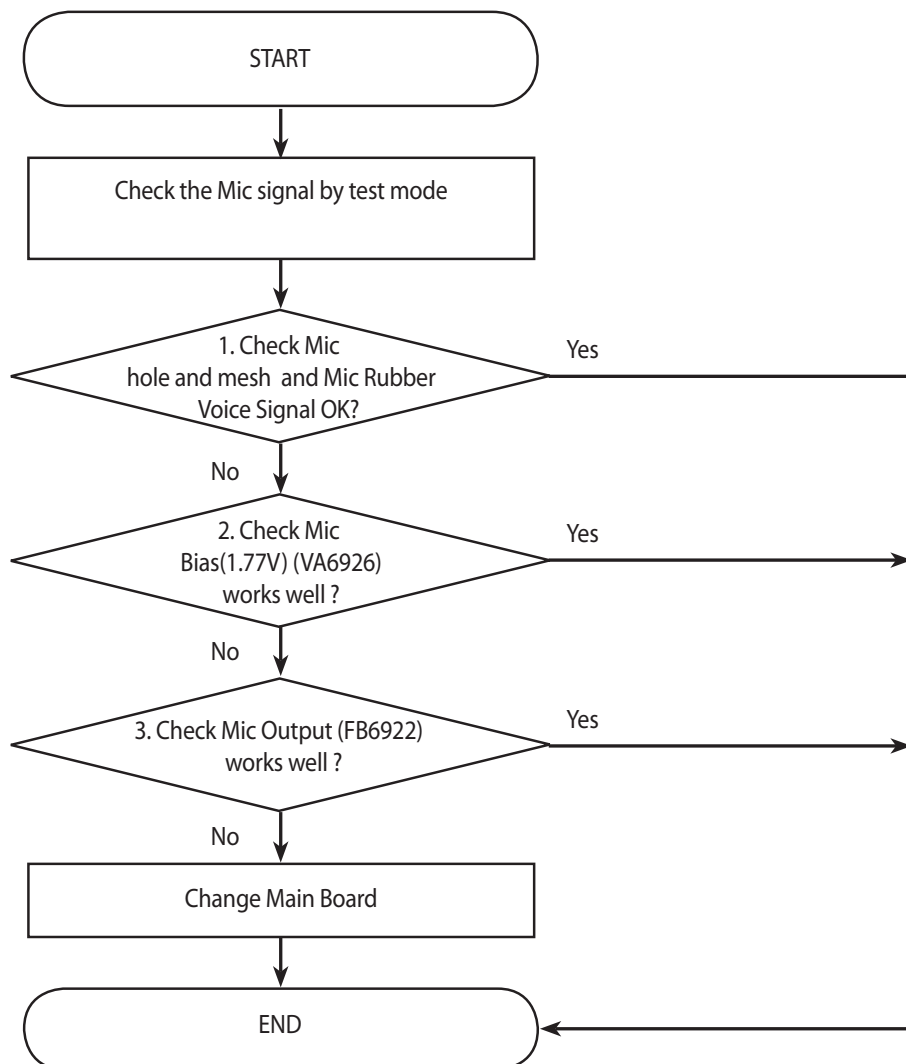 START
Check the Mic signal by test mode
1. Check Mic
hole and mesh and Mic Rubber
Voice Signal OK?
Yes
No
2. Check Mic
Bias(1.77V) (VA6926)
works well ?
Yes
No
3. Check Mic Output (FB6922)
works well ?
Yes
No
Change Main Board
END